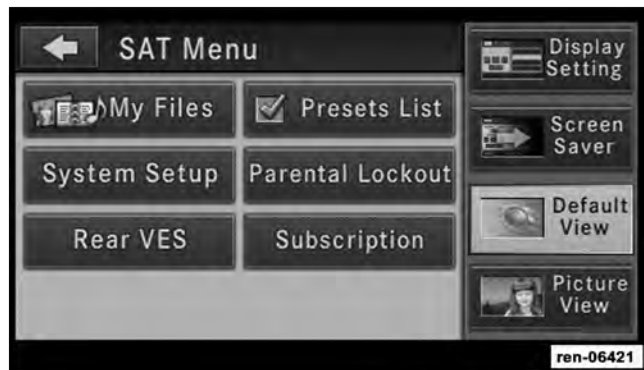 SAT Menu
My Files
Presets List
System Setup
Parental Lockout
Rear VES
Subscription
Display
Setting
Screen
Saver
Default
View
Picture
View
ren-06421